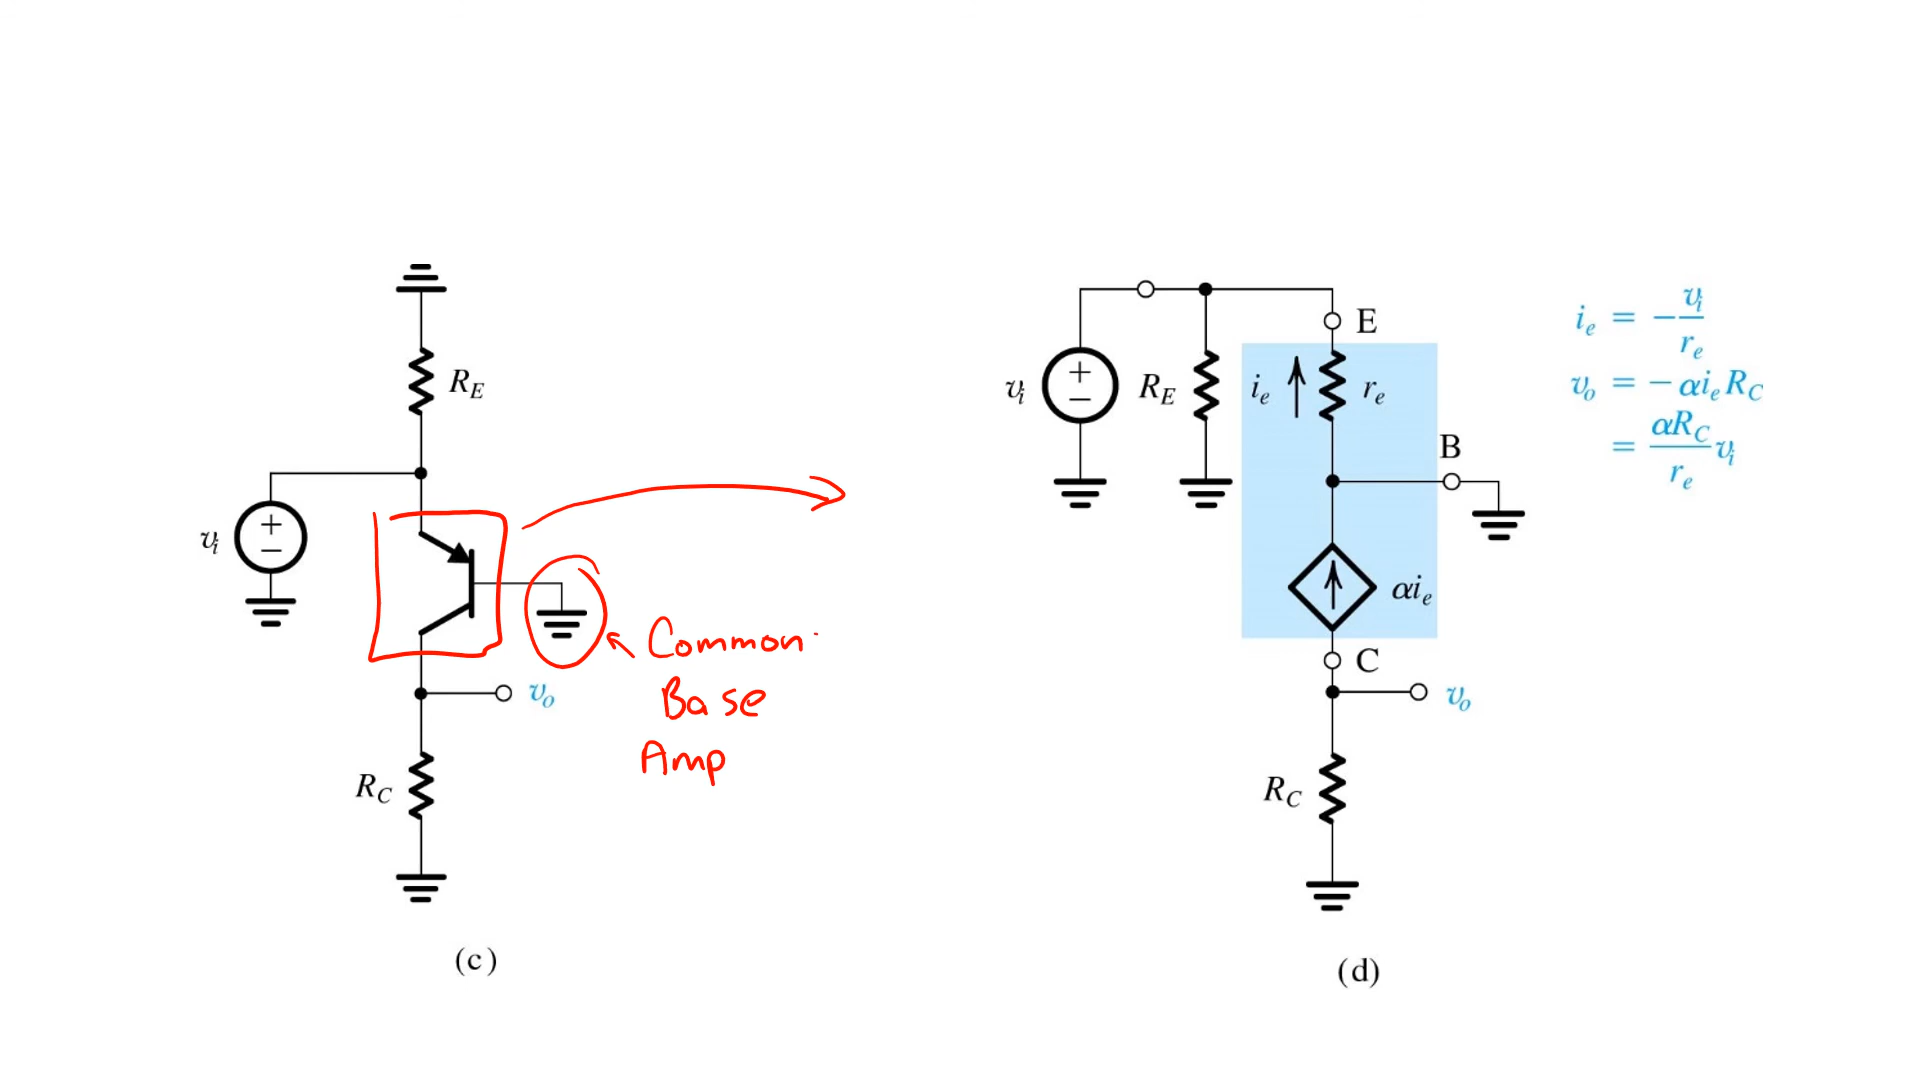 R_E
v_i
+
−
v_o
R_C
Common
Base
Amp
(c)
v_i
+
−
R_E
i_e
r_e
E
B
αi_e
C
v_o
R_C
(d)
i_e = −v_i/r_e
v_o = −αi_e R_C
= αR_C/r_e v_i